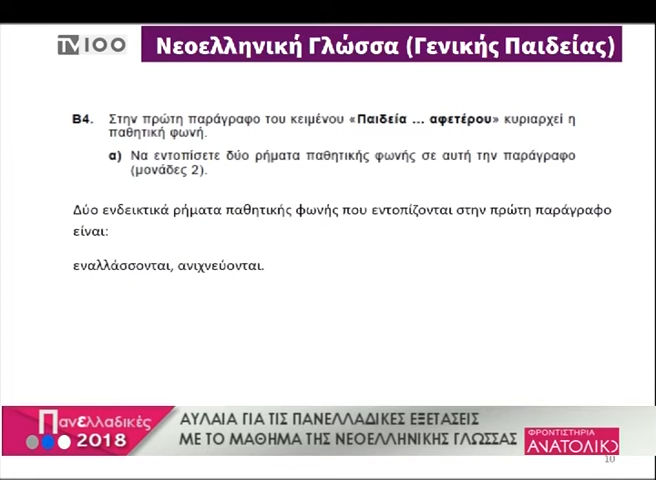 TV100
Νεοελληνική Γλώσσα (Γενικής Παιδείας)
Β4. Στην πρώτη παράγραφο του κειμένου «Παιδεία ... αφετέρου» κυριαρχεί η
παθητική φωνή.
α) Να εντοπίσετε δύο ρήματα παθητικής φωνής σε αυτή την παράγραφο
(μονάδες 2).
Δύο ενδεικτικά ρήματα παθητικής φωνής που εντοπίζονται στην πρώτη παράγραφο
είναι:
εναλλάσσονται, ανιχνεύονται.
Πανελλαδικές
2018
ΑΥΛΑΙΑ ΓΙΑ ΤΙΣ ΠΑΝΕΛΛΑΔΙΚΕΣ ΕΞΕΤΑΣΕΙΣ
ΜΕ ΤΟ ΜΑΘΗΜΑ ΤΗΣ ΝΕΟΕΛΛΗΝΙΚΗΣ ΓΛΩΣΣΑΣ
ΦΡΟΝΤΙΣΤΗΡΙΑ
ΑΝΑΤΟΛΙΚΟ
10